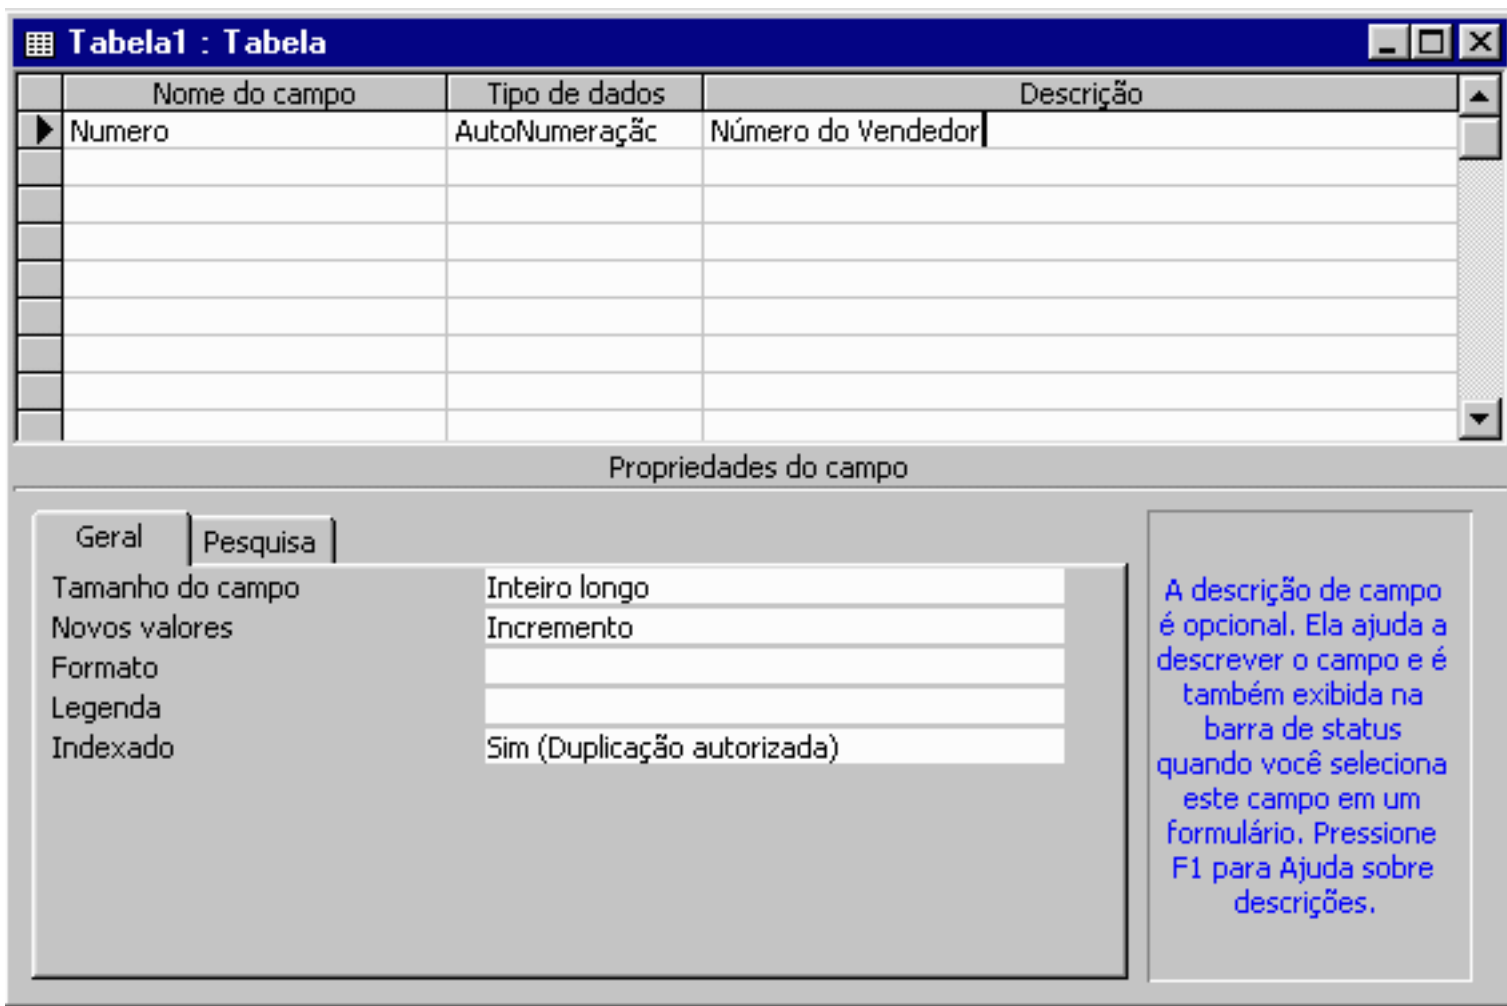 Tabela1 : Tabela
Nome do campo Tipo de dados Descrição
Numero AutoNumeraçãc Número do Vendedor
Propriedades do campo
Geral Pesquisa
Tamanho do campo Inteiro longo
Novos valores Incremento
Formato
Legenda
Indexado Sim (Duplicação autorizada)
A descrição de campo
é opcional. Ela ajuda a
descrever o campo e é
também exibida na
barra de status
quando você seleciona
este campo em um
formulário. Pressione
F1 para Ajuda sobre
descrições.